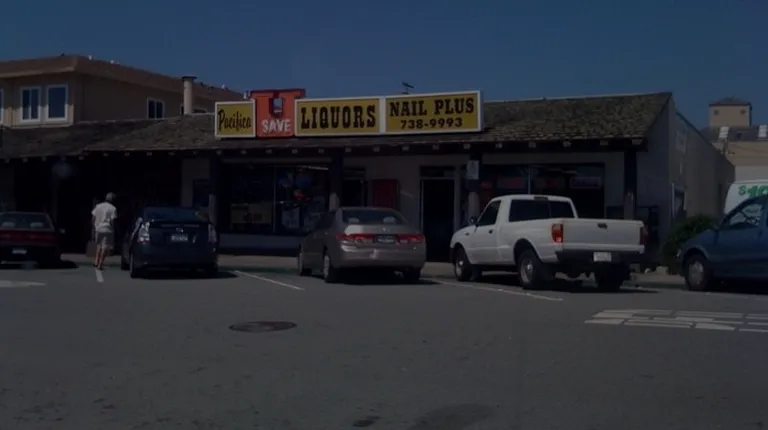 Pacifica
U
SAVE
LIQUORS
NAIL PLUS
738-9993